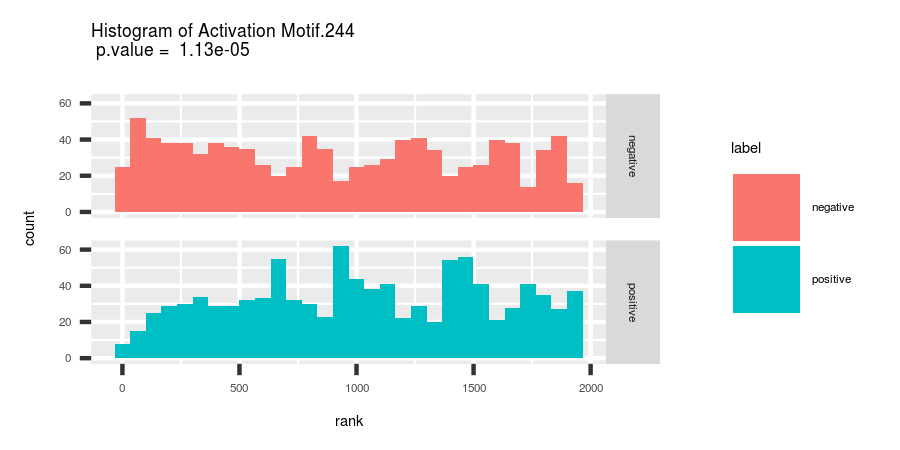 Histogram of Activation Motif.244
p.value = 1.13e-05
count
60
40
20
0
negative
60
40
20
0
positive
0 500 1000 1500 2000
rank
label
negative
positive